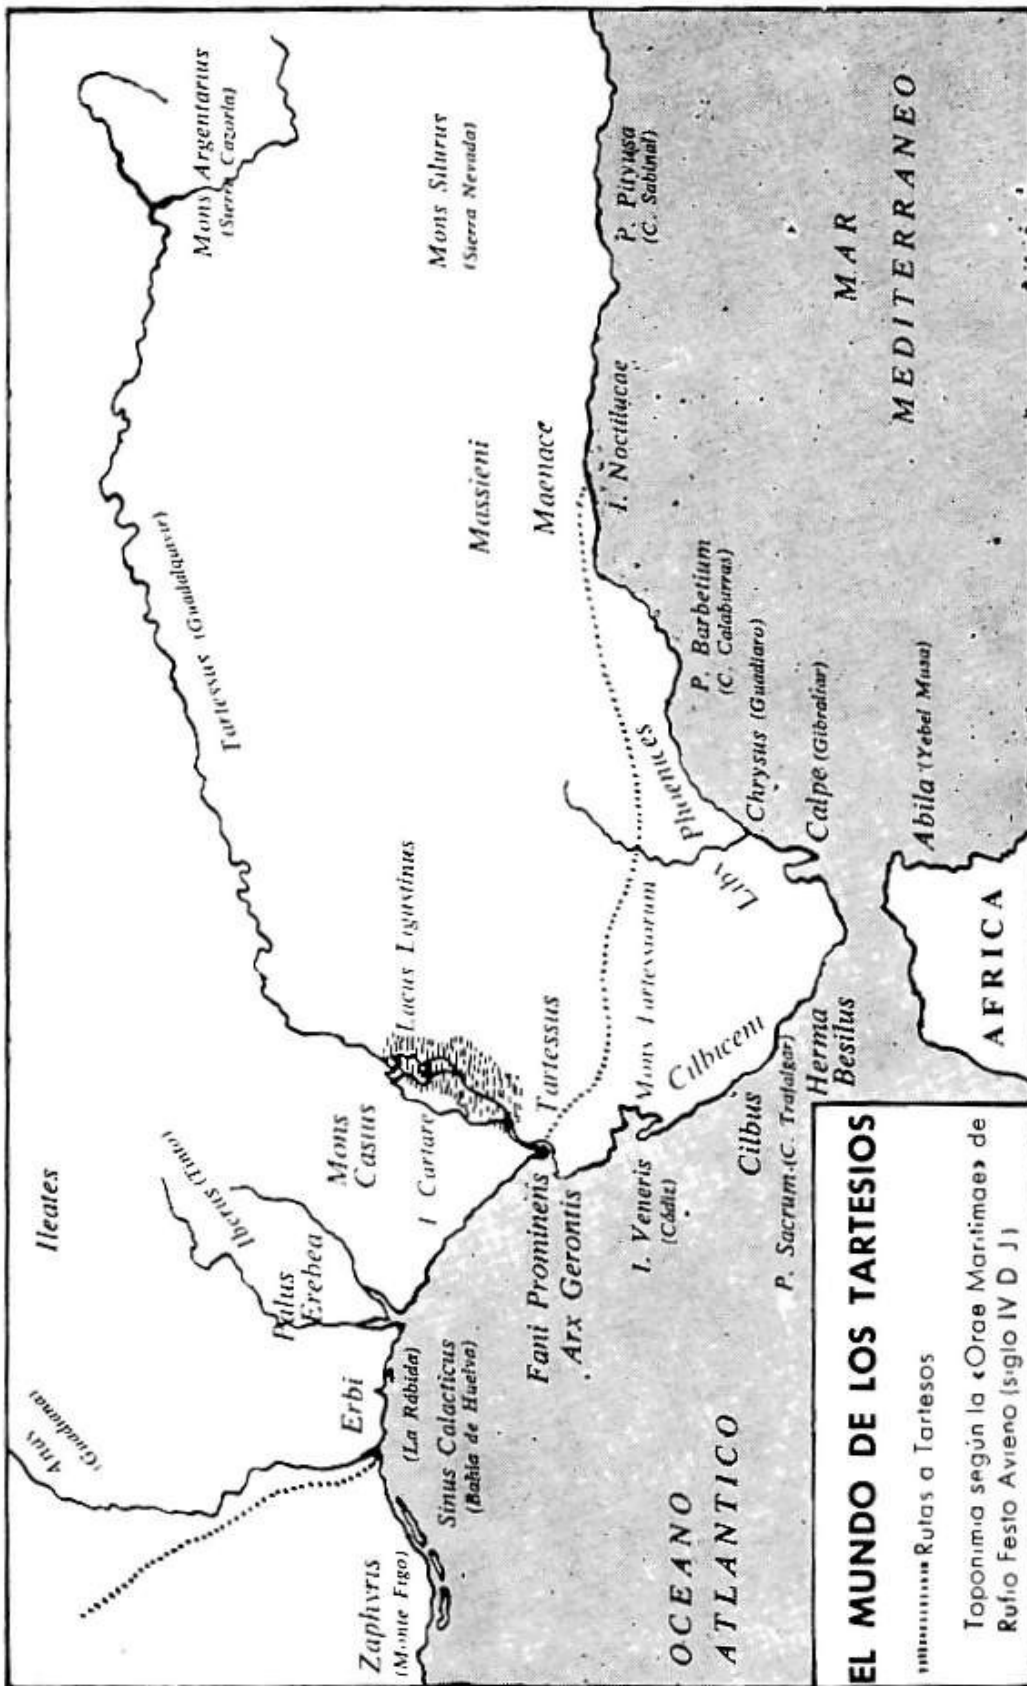 EL MUNDO DE LOS TARTESIOS
Rutas a Tartesos
Toponimia según la «Orae Maritimae» de
Rufio Festo Avieno (siglo IV D J)
Anas
(Guadiana)
Ileates
Iberus (Tinto)
Palus
Erebea
Erbi
Zaphyris
(Monte Figo)
(La Rábida)
Sinus Calacticus
(Bahia de Huelva)
Mons
Casius
I Cartare
Lacus Ligustinus
Tartessus (Guadalquivir)
Mons Argentarius
(Sierra Cazorla)
Mons Silurus
(Sierra Nevada)
Massieni
Maenace
Tartessus
Fani Prominens
Arx Gerontis
I. Veneris
(Cádiz)
Mons Tartessiorum
Cilbiceni
Liby Phoenices
Cilbus
P. Sacrum (C. Trafalgar)
Herma
Besilus
Chrysus (Guadiaro)
Calpe (Gibraltar)
Abila (Yebel Musa)
P. Barbetium
(C. Calaburras)
I. Noctilucae
P. Pityusa
(C. Sabinal)
OCEANO
ATLANTICO
MAR
MEDITERRANEO
AFRICA